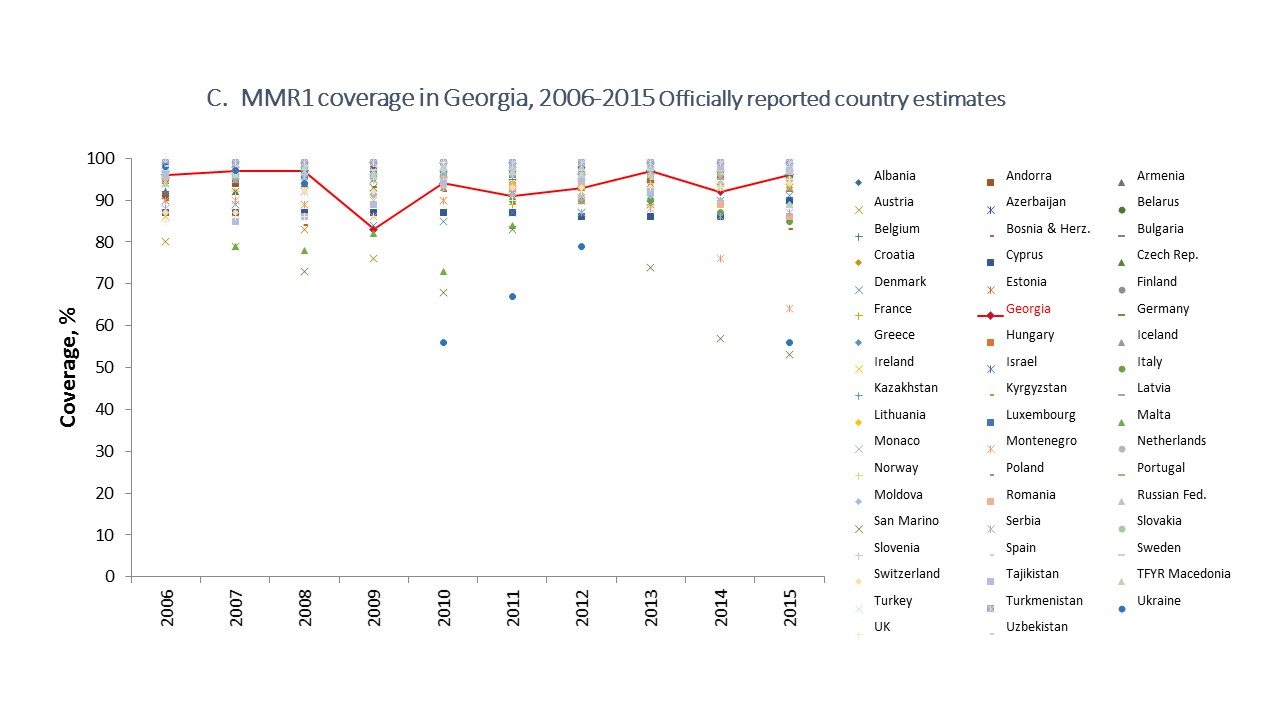 C. MMR1 coverage in Georgia, 2006-2015 Officially reported country estimates
100
90
80
70
60
50
40
30
20
10
0
Coverage, %
2006
2007
2008
2009
2010
2011
2012
2013
2014
2015
Albania
Andorra
Armenia
Austria
Azerbaijan
Belarus
Belgium
Bosnia & Herz.
Bulgaria
Croatia
Cyprus
Czech Rep.
Denmark
Estonia
Finland
France
Georgia
Germany
Greece
Hungary
Iceland
Ireland
Israel
Italy
Kazakhstan
Kyrgyzstan
Latvia
Lithuania
Luxembourg
Malta
Monaco
Montenegro
Netherlands
Norway
Poland
Portugal
Moldova
Romania
Russian Fed.
San Marino
Serbia
Slovakia
Slovenia
Spain
Sweden
Switzerland
Tajikistan
TFYR Macedonia
Turkey
Turkmenistan
Ukraine
UK
Uzbekistan